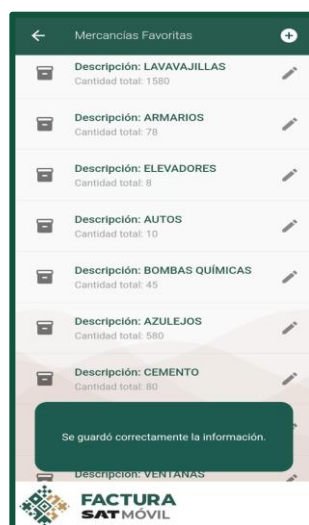 Mercancías Favoritas
Descripción: LAVAVAJILLAS
Cantidad total: 1580
Descripción: ARMARIOS
Cantidad total: 78
Descripción: ELEVADORES
Cantidad total: 8
Descripción: AUTOS
Cantidad total: 10
Descripción: BOMBAS QUÍMICAS
Cantidad total: 45
Descripción: AZULEJOS
Cantidad total: 580
Descripción: CEMENTO
Cantidad total: 80
Se guardó correctamente la información.
Descripción: VENTANAS
FACTURA
SAT MÓVIL